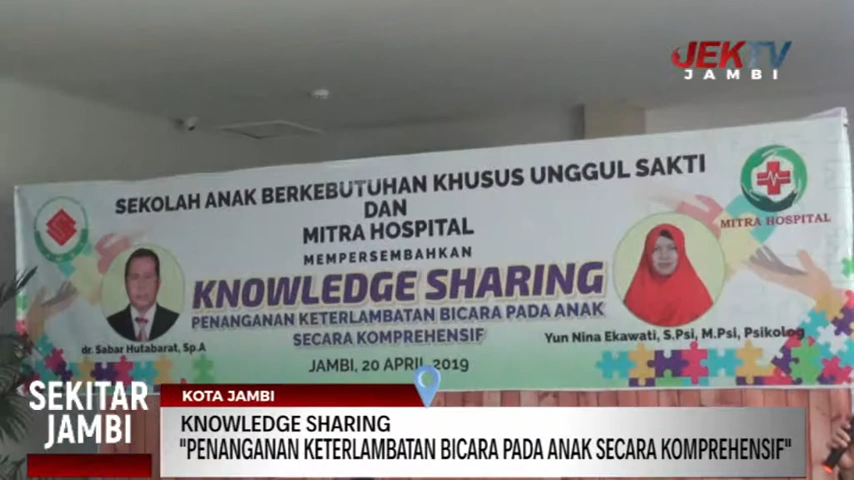 JEKTV
JAMBI
SEKOLAH ANAK BERKEBUTUHAN KHUSUS UNGGUL SAKTI
DAN
MITRA HOSPITAL
MEMPERSEMBAHKAN
KNOWLEDGE SHARING
PENANGANAN KETERLAMBATAN BICARA PADA ANAK
SECARA KOMPREHENSIF
JAMBI, 20 APRIL 2019
MITRA HOSPITAL
dr. Sabar Hutabarat, Sp.A
Yun Nina Ekawati, S.Psi, M.Psi, Psikolog
SEKITAR
JAMBI
KOTA JAMBI
KNOWLEDGE SHARING
"PENANGANAN KETERLAMBATAN BICARA PADA ANAK SECARA KOMPREHENSIF"